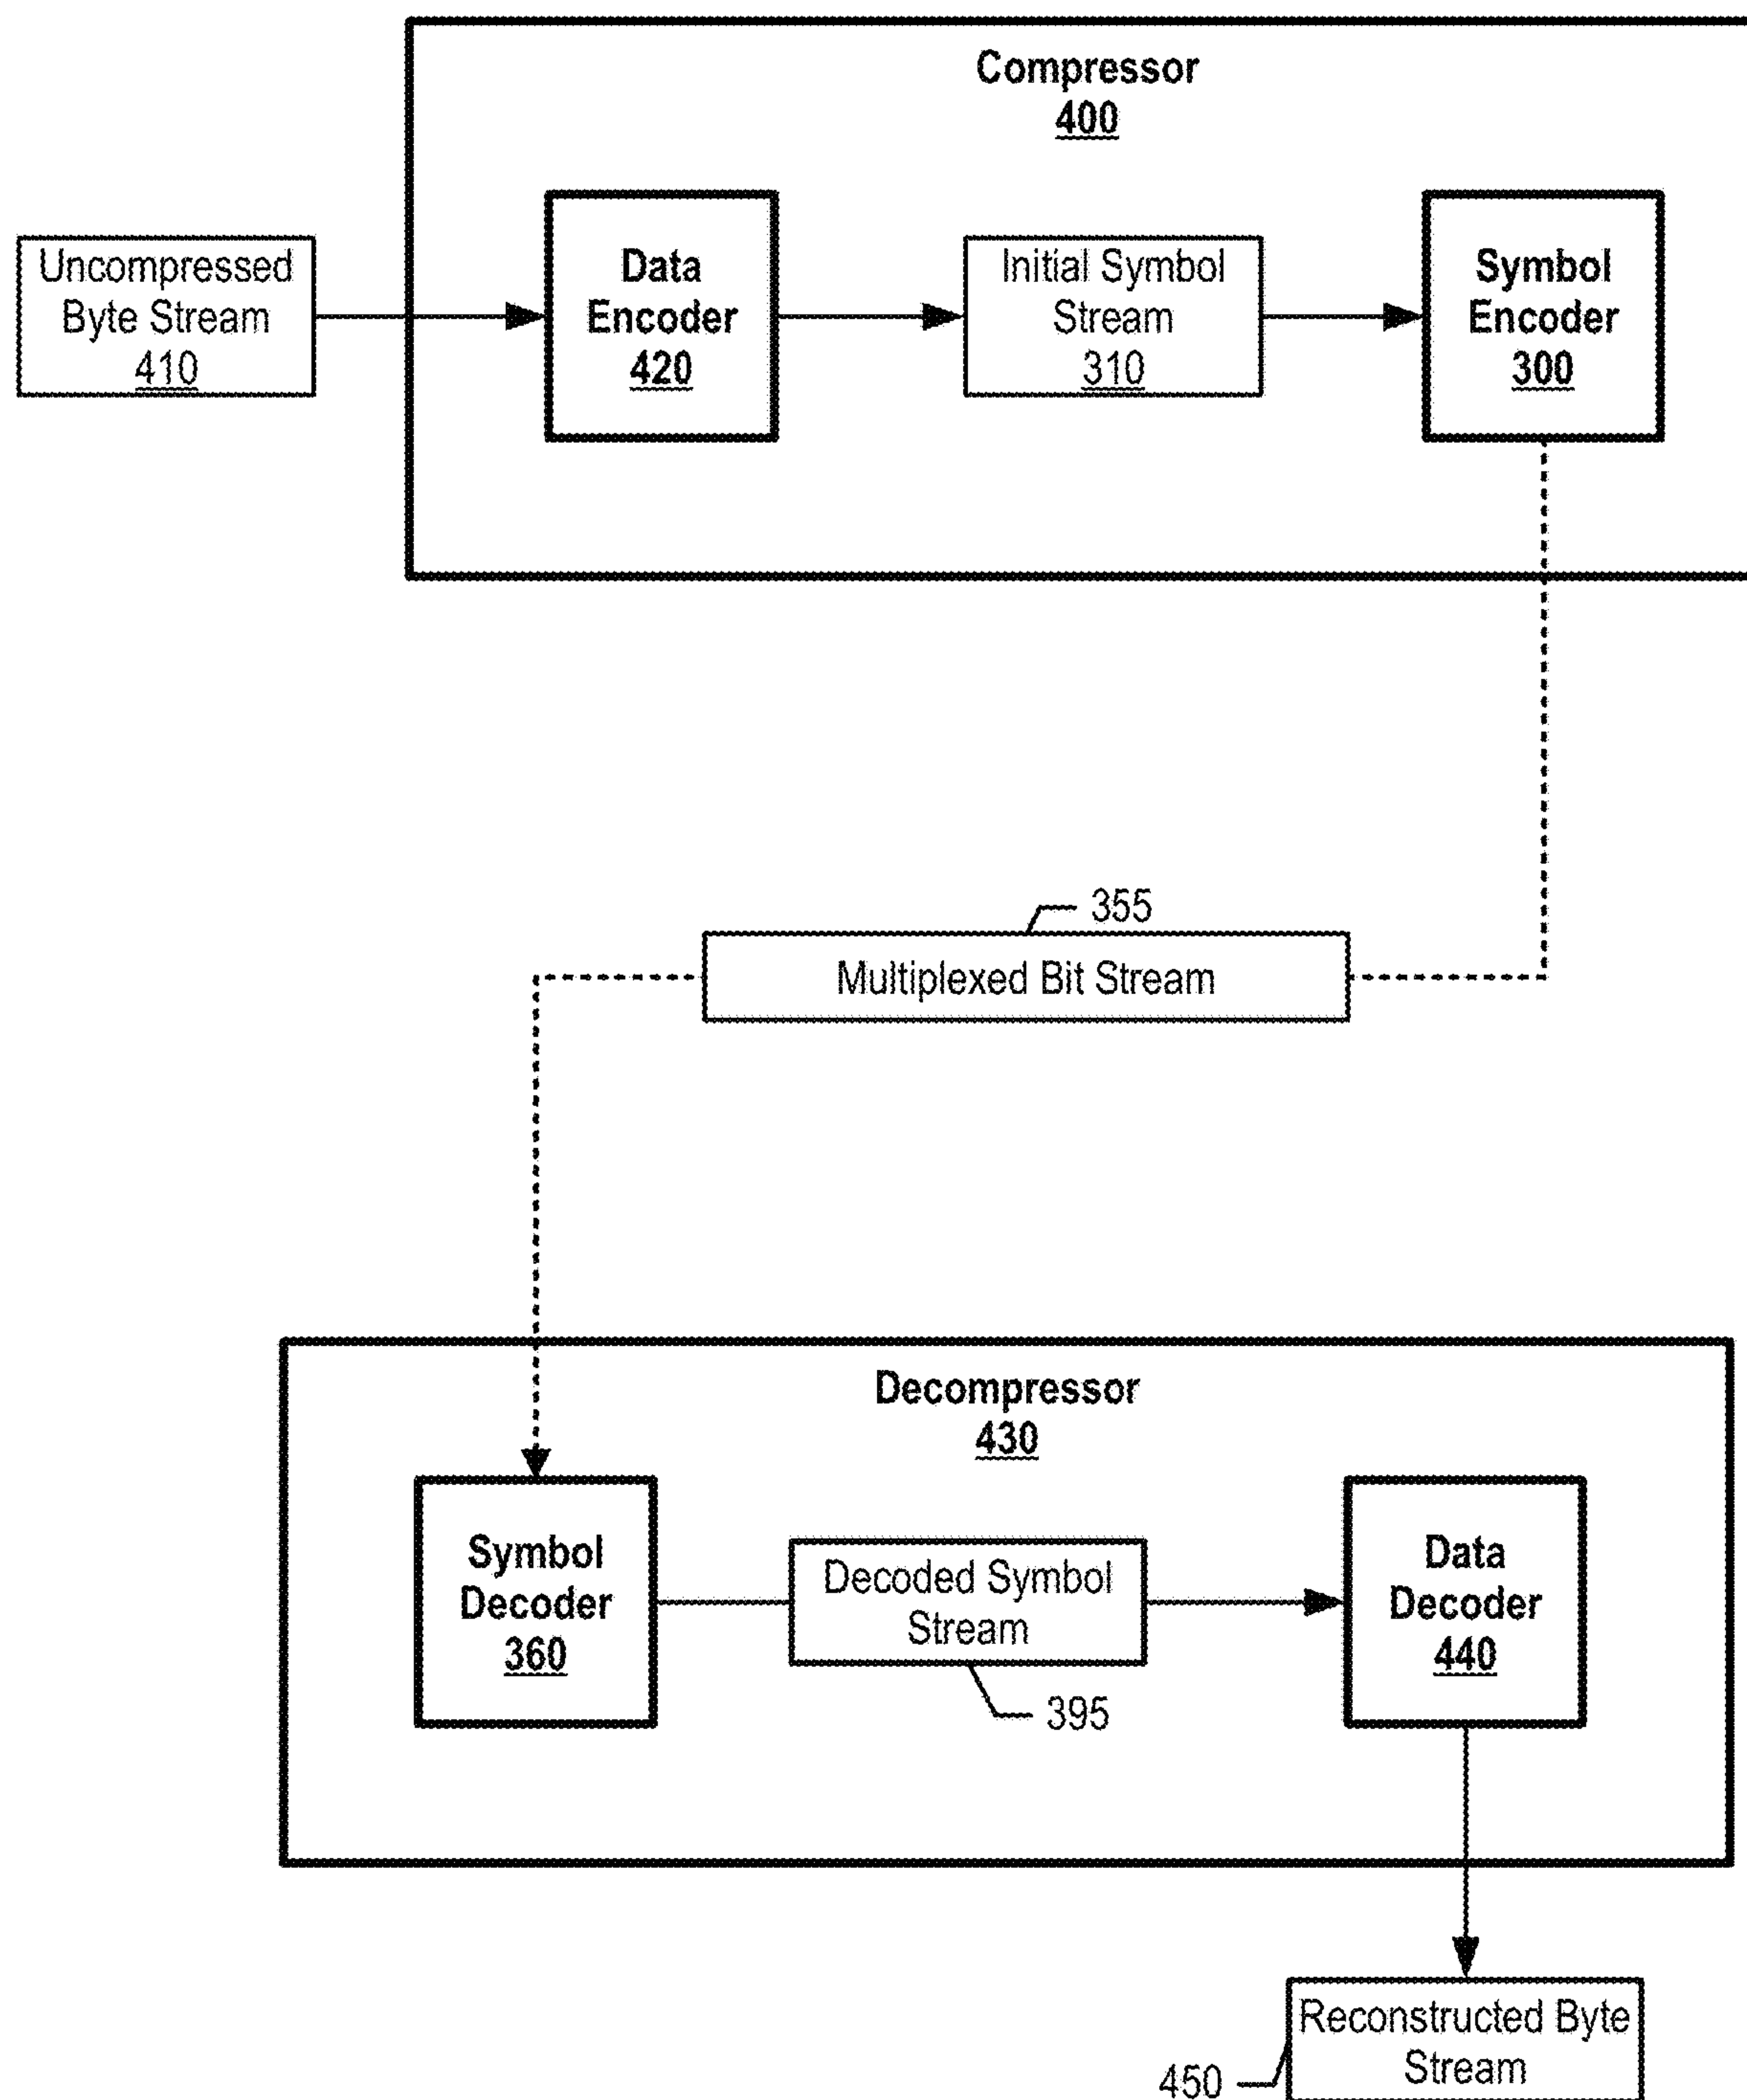 Compressor
400
Uncompressed
Byte Stream
410
Data
Encoder
420
Initial Symbol
Stream
310
Symbol
Encoder
300
355
Multiplexed Bit Stream
Decompressor
430
Symbol
Decoder
360
Decoded Symbol
Stream
395
Data
Decoder
440
Reconstructed Byte
Stream
450